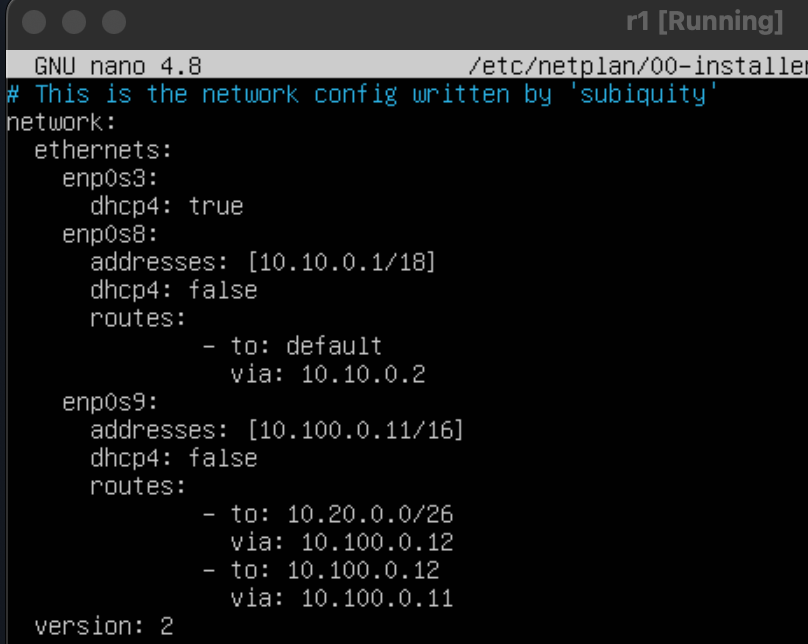 r1 [Running]
GNU nano 4.8 /etc/netplan/00-installer
# This is the network config written by 'subiquity'
network:
  ethernets:
    enp0s3:
      dhcp4: true
    enp0s8:
      addresses: [10.10.0.1/18]
      dhcp4: false
      routes:
              - to: default
                via: 10.10.0.2
    enp0s9:
      addresses: [10.100.0.11/16]
      dhcp4: false
      routes:
              - to: 10.20.0.0/26
                via: 10.100.0.12
              - to: 10.100.0.12
                via: 10.100.0.11
  version: 2